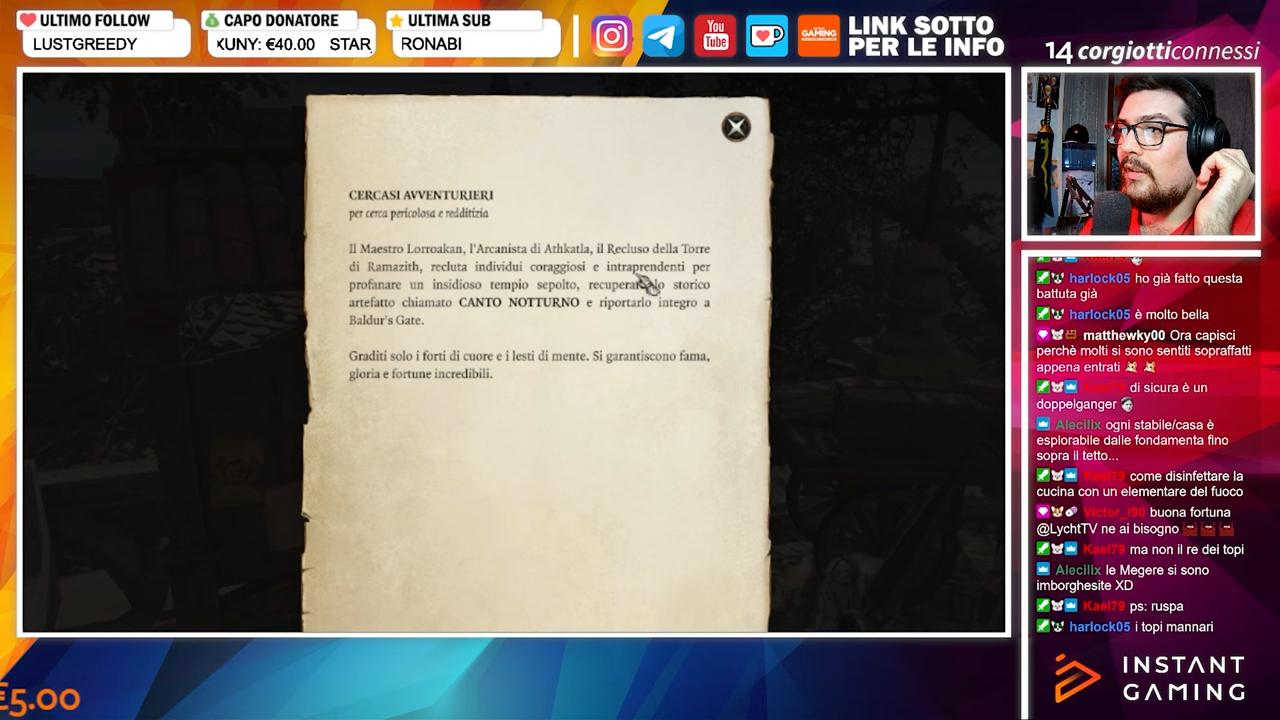 ULTIMO FOLLOW
LUSTGREEDY
CAPO DONATORE
XUNY: €40.00 STAR
ULTIMA SUB
RONABI
You
Tube
GAMING
LINK SOTTO
PER LE INFO
14 corgiotticonnessi
CERCASI AVVENTURIERI
per cerca pericolosa e redditizia
Il Maestro Lorroakan, l'Arcanista di Athkatla, il Recluso della Torre
di Ramazith, recluta individui coraggiosi e intraprendenti per
profanare un insidioso tempio sepolto, storico
artefatto chiamato CANTO NOTTURNO e riportarlo integro a
Baldur's Gate.
Graditi solo i forti di cuore e i lesti di mente. Si garantiscono fama,
gloria e fortune incredibili.
harlock05 ho già fatto questa
battuta già
harlock05 è molto bella
matthewky00 Ora capisci
perchè molti si sono sentiti sopraffatti
appena entrati
di sicura è un
doppelganger
Alecilix ogni stabile/casa è
esplorabile dalle fondamenta fino
sopra il tetto...
Kael79 come disinfettare la
cucina con un elementare del fuoco
Victor_I90 buona fortuna
@LychtTV ne ai bisogno
Kael79 ma non il re dei topi
Alecilix le Megere si sono
imborghesite XD
Kael79 ps: ruspa
harlock05 i topi mannari
INSTANT
GAMING
€5.00